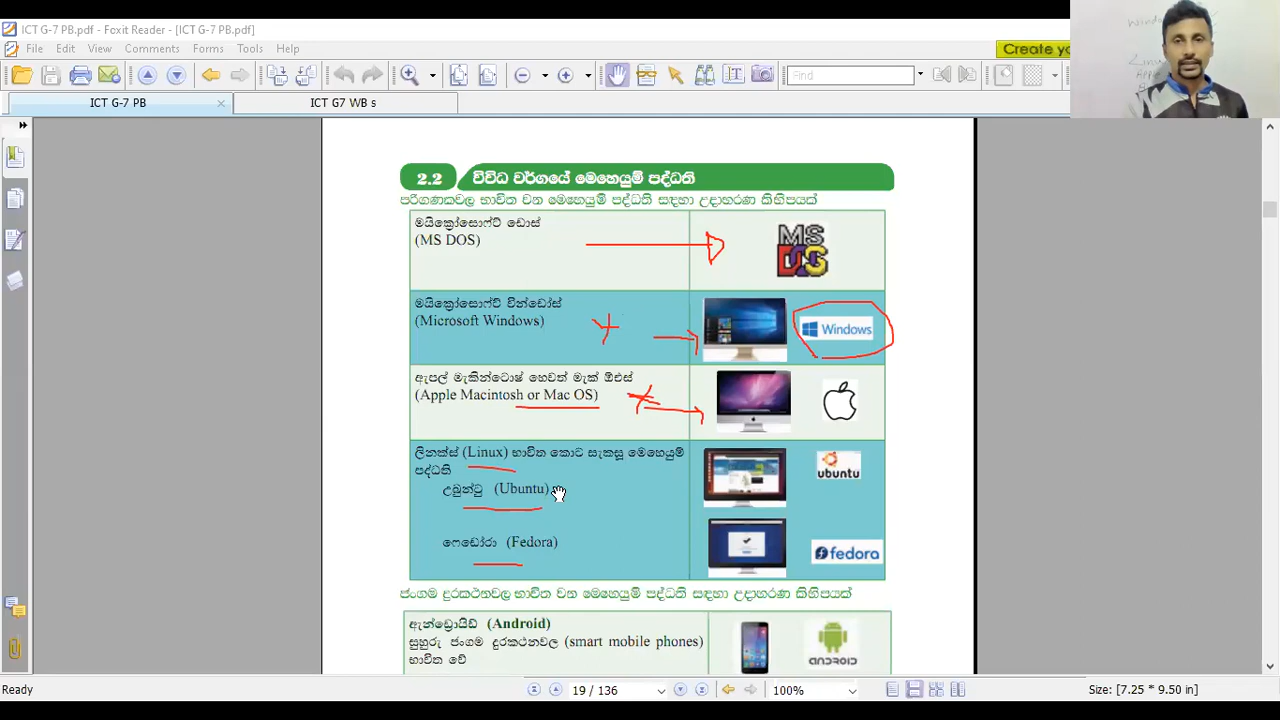 ICT G-7 PB.pdf - Foxit Reader - [ICT G-7 PB.pdf]
File Edit View Comments Forms Tools Help
Create yo
Find
ICT G-7 PB
ICT G7 WB s
2.2 විවිධ වර්ගයේ මෙහෙයුම් පද්ධති
පරිගණකවල භාවිත වන මෙහෙයුම් පද්ධති සඳහා උදාහරණ කිහිපයක්
මයික්‍රොසොෆ්ට් ඩොස්
(MS DOS)
MS
DOS
මයික්‍රොසොෆ්ට් වින්ඩෝස්
(Microsoft Windows)
Windows
ඇපල් මැකින්ටොෂ් හෙවත් මැක් ඕඑස්
(Apple Macintosh or Mac OS)
ලිනක්ස් (Linux) භාවිත කොට සැකසූ මෙහෙයුම්
පද්ධති
උබුන්ටු (Ubuntu)
ubuntu
ෆෙඩෝරා (Fedora)
fedora
ජංගම දුරකථනවල භාවිත වන මෙහෙයුම් පද්ධති සඳහා උදාහරණ කිහිපයක්
ඇන්ඩ්‍රොයිඩ් (Android)
සුහුරු ජංගම දුරකථනවල (smart mobile phones)
භාවිත වේ
ANDROID
Ready
19 / 136
100%
Size: [7.25 * 9.50 in]